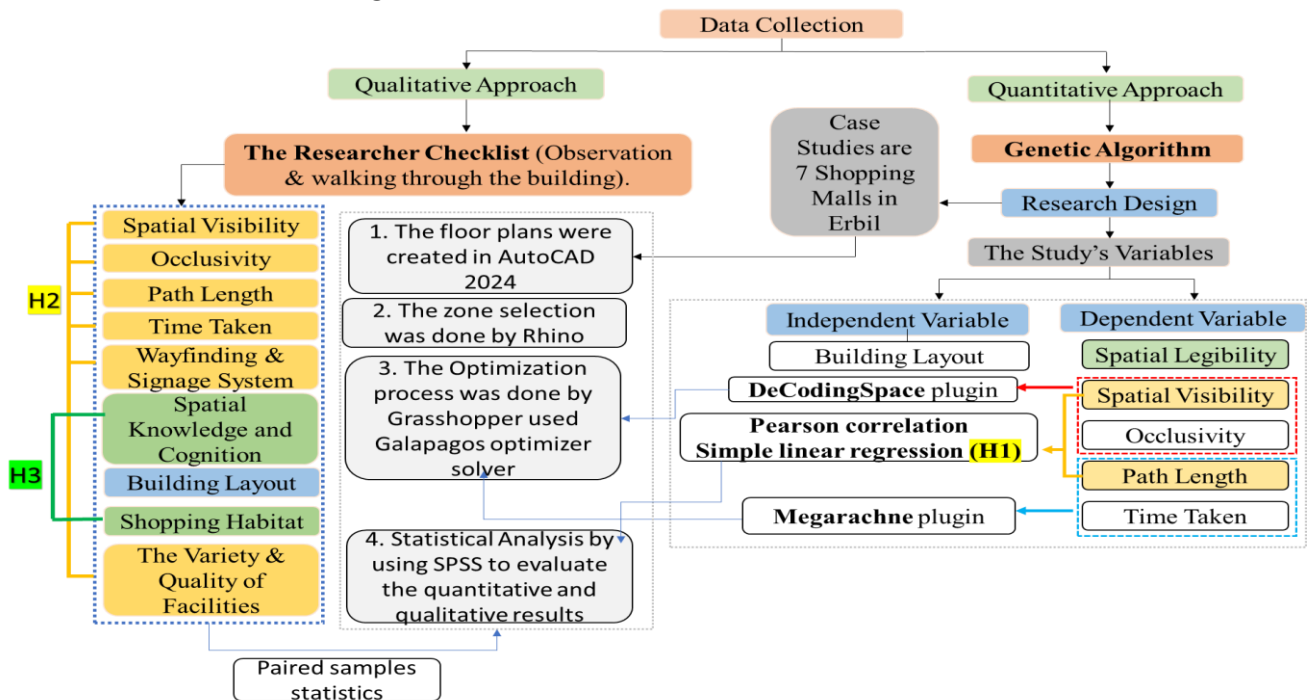 Data Collection
Qualitative Approach
Quantitative Approach
The Researcher Checklist (Observation
& walking through the building).
Case
Studies are
7 Shopping
Malls in
Erbil
Genetic Algorithm
Research Design
The Study's Variables
H2
H3
Spatial Visibility
Occlusivity
Path Length
Time Taken
Wayfinding &
Signage System
Spatial
Knowledge and
Cognition
Building Layout
Shopping Habitat
The Variety &
Quality of
Facilities
1. The floor plans were
created in AutoCAD
2024
2. The zone selection
was done by Rhino
3. The Optimization
process was done by
Grasshopper used
Galapagos optimizer
solver
4. Statistical Analysis by
using SPSS to evaluate
the quantitative and
qualitative results
Paired samples
statistics
Independent Variable
Building Layout
DeCodingSpace plugin
Pearson correlation
Simple linear regression (H1)
Megarachne plugin
Dependent Variable
Spatial Legibility
Spatial Visibility
Occlusivity
Path Length
Time Taken